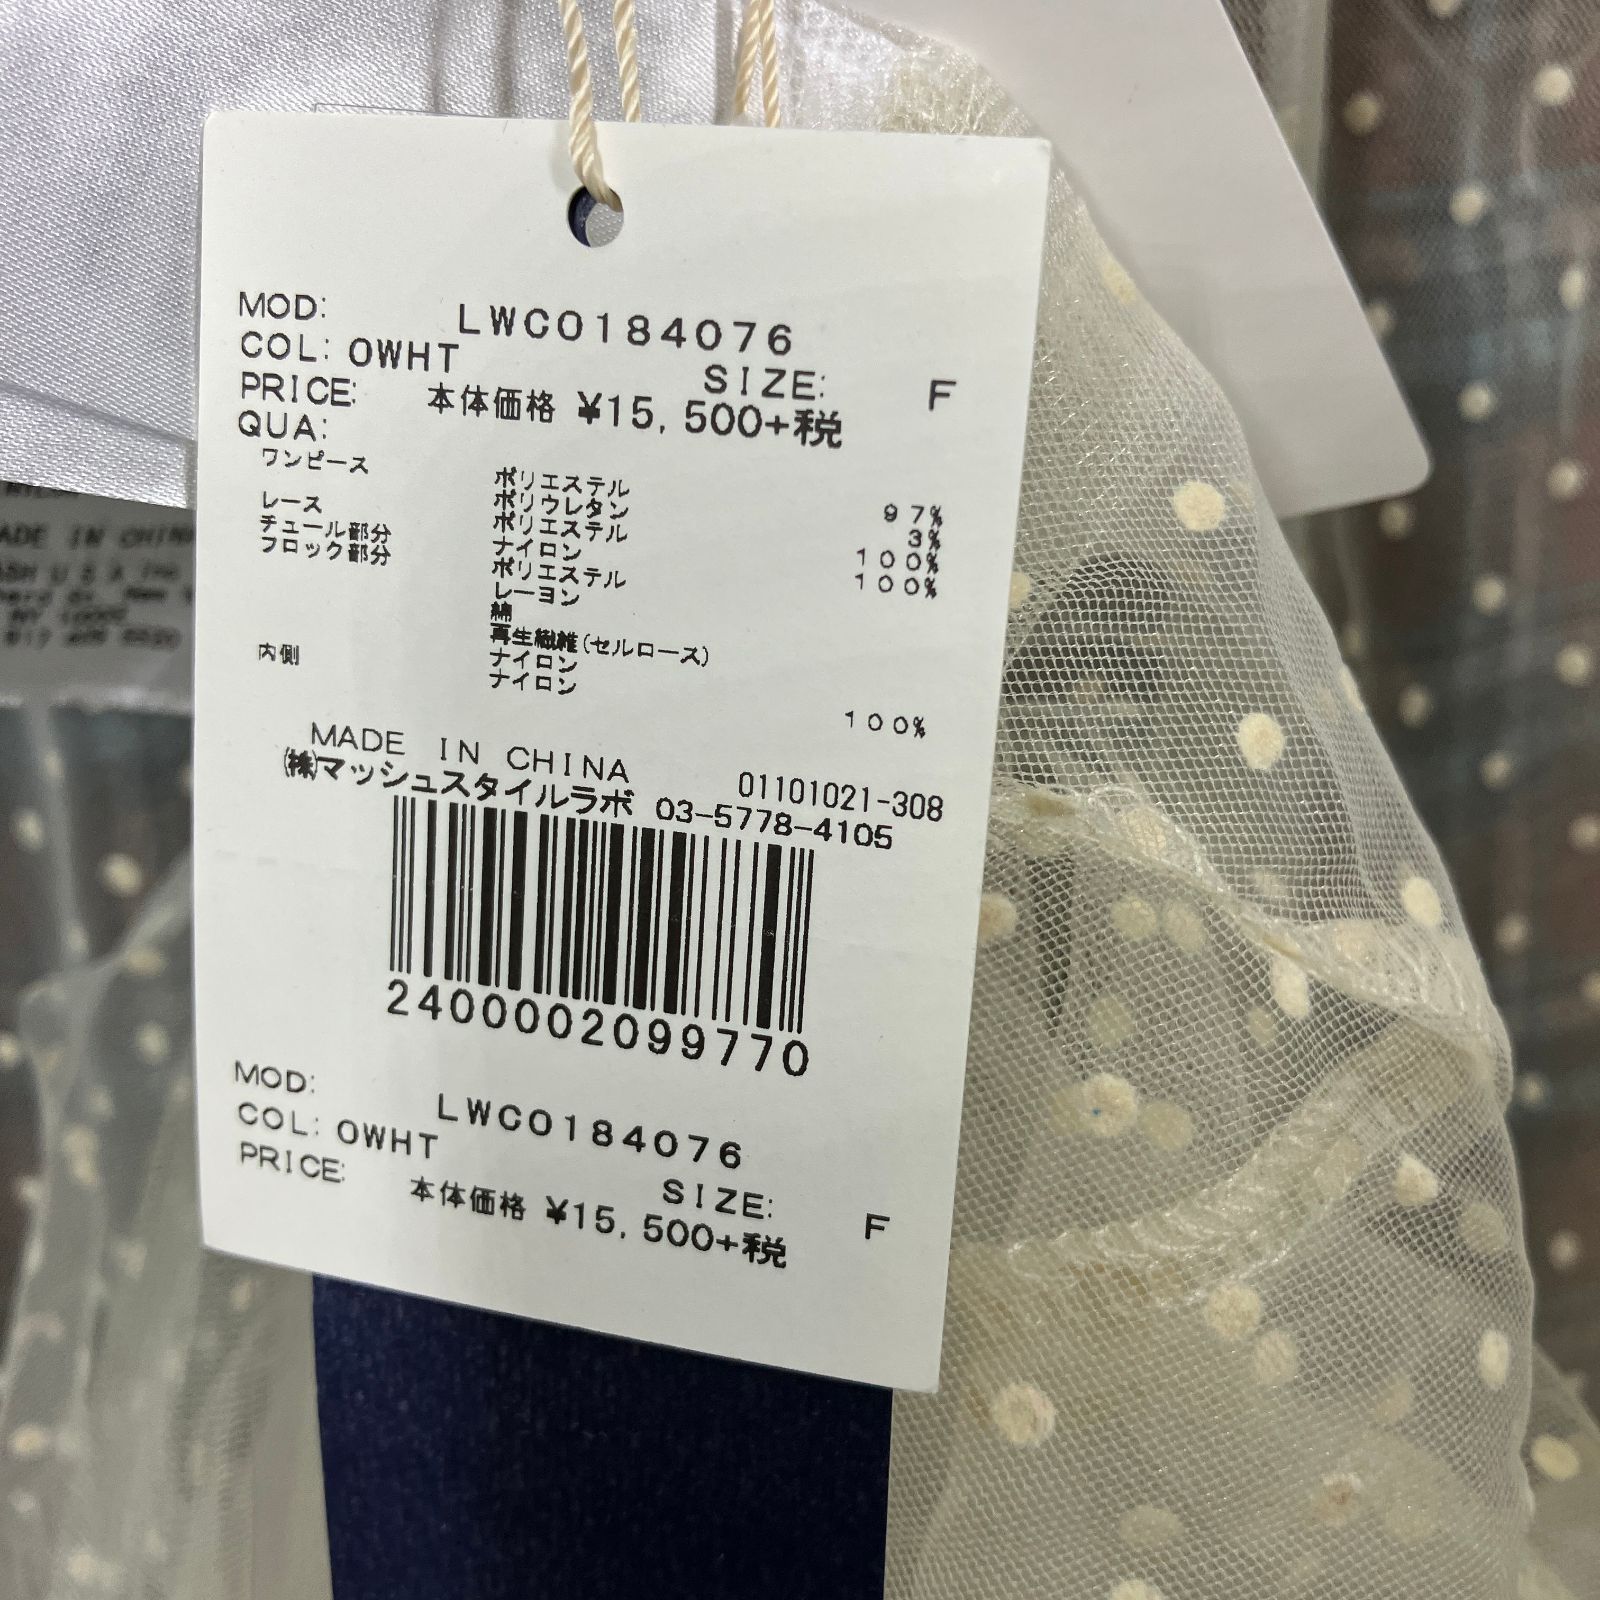 MOD: LWCO184076
COL: OWHT SIZE: F
PRICE: 本体価格 ¥15,500+税
QUA:
ワンピース ポリエステル 97%
ポリウレタン 3%
レース ポリエステル 100%
チュール部分 ナイロン 100%
フロック部分 ポリエステル
レーヨン
綿
再生繊維(セルロース)
ナイロン
内側 ナイロン 100%
MADE IN CHINA 01101021-308
(株)マッシュスタイルラボ 03-5778-4105
2400002099770
MOD: LWCO184076
COL: OWHT SIZE: F
PRICE: 本体価格 ¥15,500+税
MADE IN CHINA